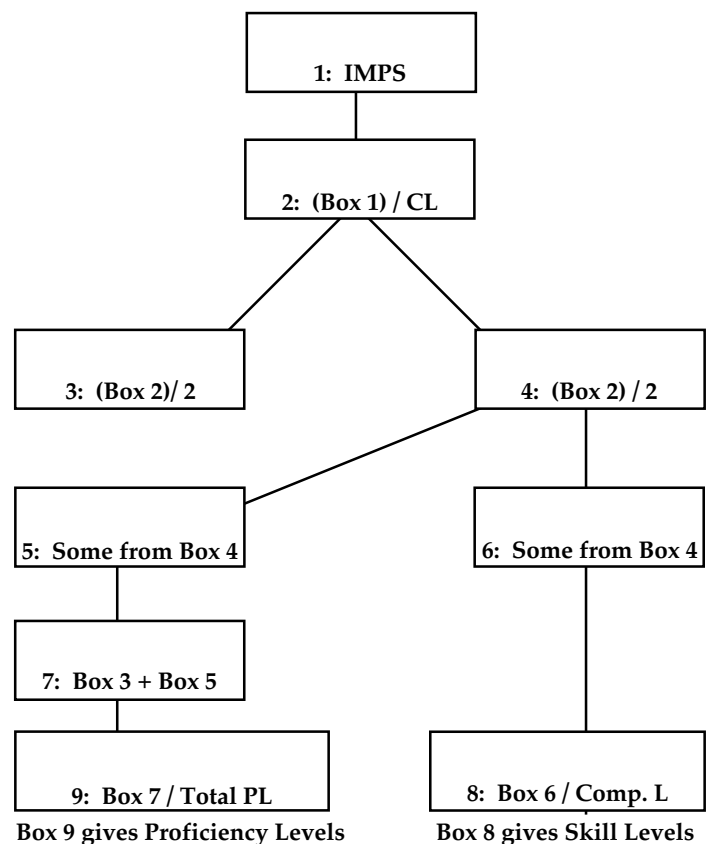 1: IMPS
2: (Box 1) / CL
3: (Box 2)/ 2
4: (Box 2) / 2
5: Some from Box 4
6: Some from Box 4
7: Box 3 + Box 5
9: Box 7 / Total PL
8: Box 6 / Comp. L
Box 9 gives Proficiency Levels
Box 8 gives Skill Levels